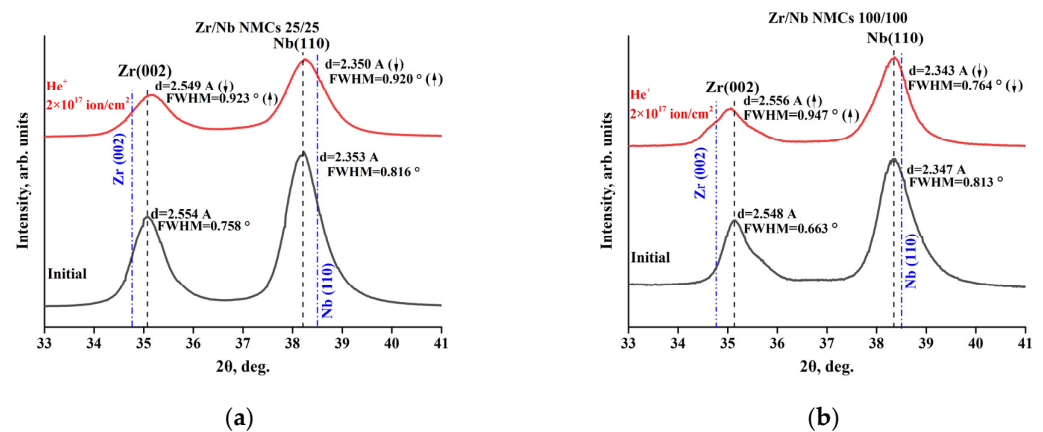 Zr/Nb NMCs 25/25
Nb(110)
Zr(002)
He⁺
2×10¹⁷ ion/cm²
d=2.549 A (↓)
FWHM=0.923 ° (↑)
d=2.350 A (↓)
FWHM=0.920 ° (↑)
Zr (002)
d=2.353 A
FWHM=0.816 °
d=2.554 A
FWHM=0.758 °
Initial
Nb (110)
Intensity, arb. units
33 34 35 36 37 38 39 40 41
2θ, deg.
(a)
Zr/Nb NMCs 100/100
Nb(110)
Zr(002)
He⁺
2×10¹⁷ ion/cm²
d=2.556 A (↑)
FWHM=0.947 ° (↑)
d=2.343 A (↓)
FWHM=0.764 ° (↓)
Zr (002)
d=2.347 A
FWHM=0.813 °
d=2.548 A
FWHM=0.663 °
Initial
Nb (110)
Intensity, arb. units
33 34 35 36 37 38 39 40 41
2θ, deg.
(b)